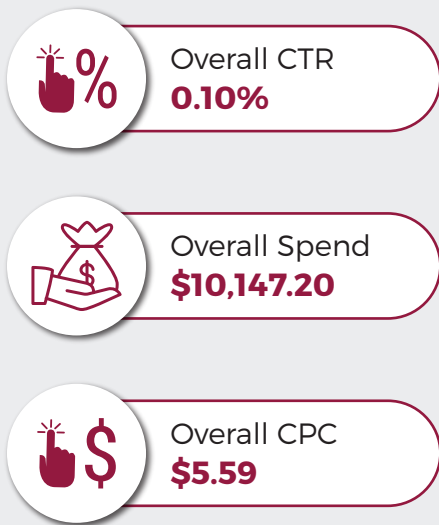 %
Overall CTR
0.10%
$
Overall Spend
$10,147.20
$
Overall CPC
$5.59